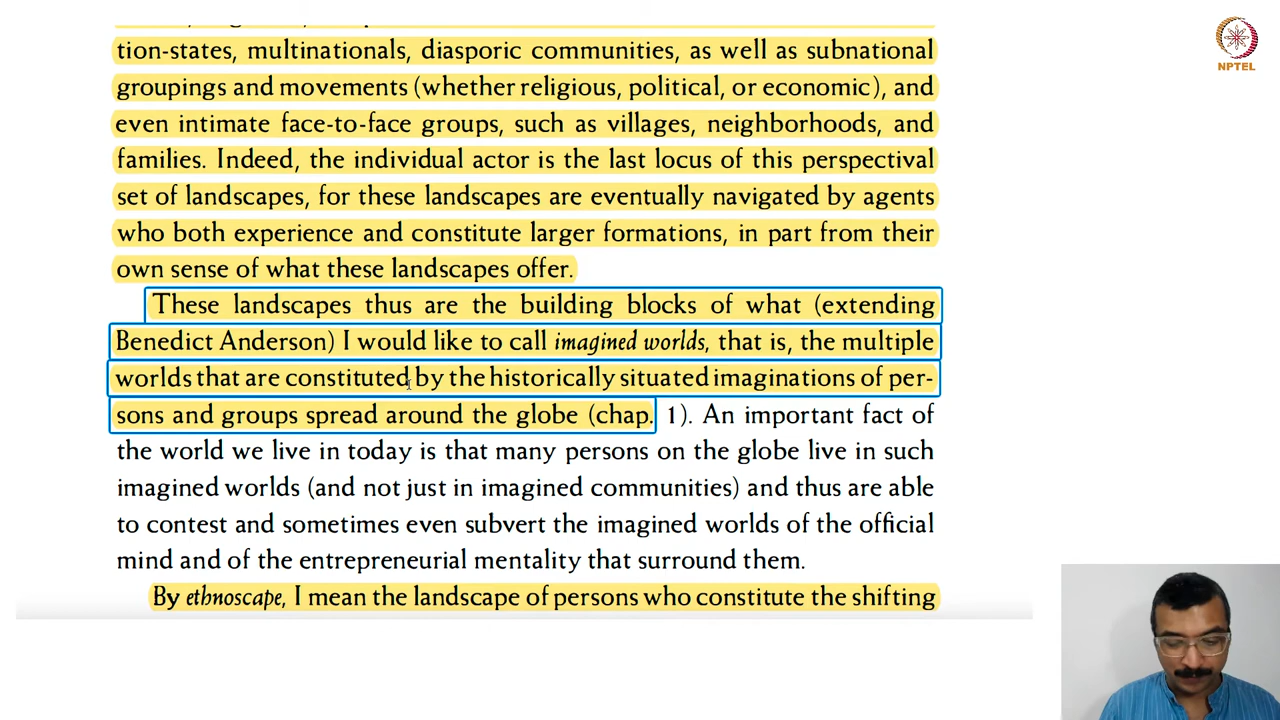 tion-states, multinationals, diasporic communities, as well as subnational
groupings and movements (whether religious, political, or economic), and
even intimate face-to-face groups, such as villages, neighborhoods, and
families. Indeed, the individual actor is the last locus of this perspectival
set of landscapes, for these landscapes are eventually navigated by agents
who both experience and constitute larger formations, in part from their
own sense of what these landscapes offer.
These landscapes thus are the building blocks of what (extending
Benedict Anderson) I would like to call imagined worlds, that is, the multiple
worlds that are constituted by the historically situated imaginations of per-
sons and groups spread around the globe (chap. 1). An important fact of
the world we live in today is that many persons on the globe live in such
imagined worlds (and not just in imagined communities) and thus are able
to contest and sometimes even subvert the imagined worlds of the official
mind and of the entrepreneurial mentality that surround them.
By ethnoscape, I mean the landscape of persons who constitute the shifting
NPTEL